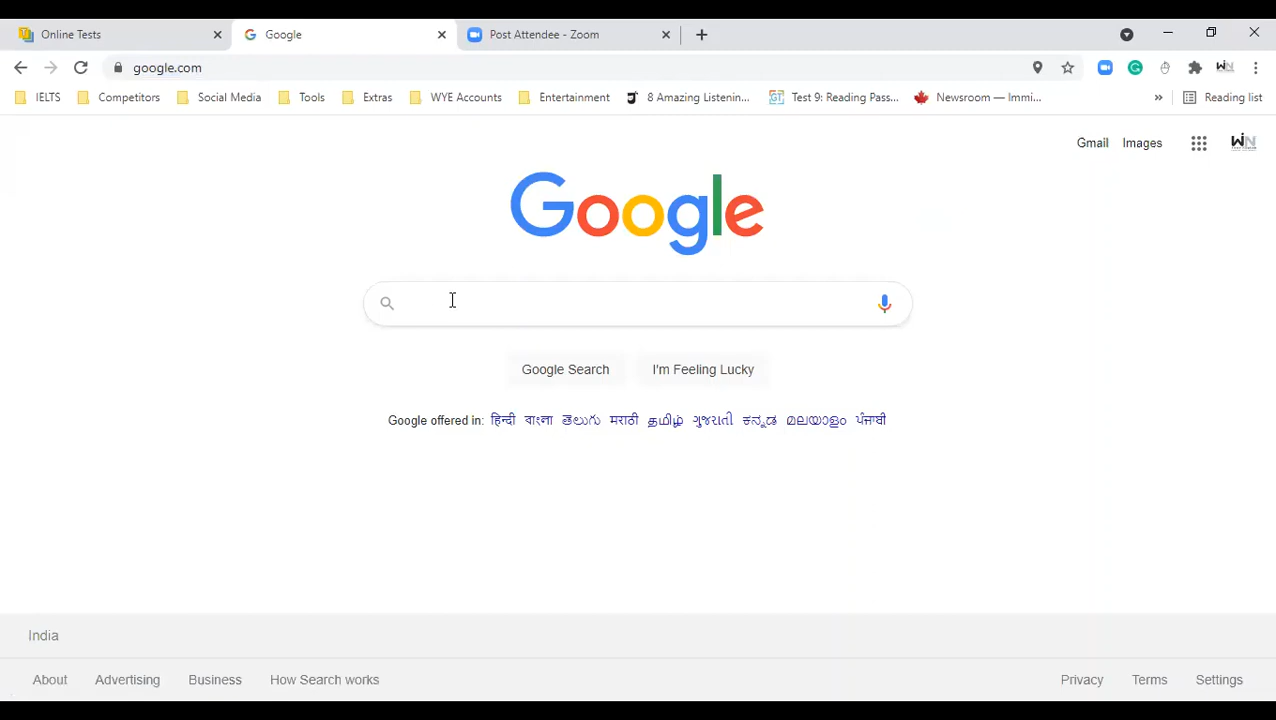 Online Tests
Google
Post Attendee - Zoom
google.com
IELTS
Competitors
Social Media
Tools
Extras
WYE Accounts
Entertainment
8 Amazing Listenin...
Test 9: Reading Pass...
Newsroom — Immi...
Reading list
Gmail
Images
Google
Google Search
I'm Feeling Lucky
Google offered in: हिन्दी বাংলা తెలుగు मराठी தமிழ் ગુજરાતી ಕನ್ನಡ മലയാളം ਪੰਜਾਬੀ
India
About
Advertising
Business
How Search works
Privacy
Terms
Settings